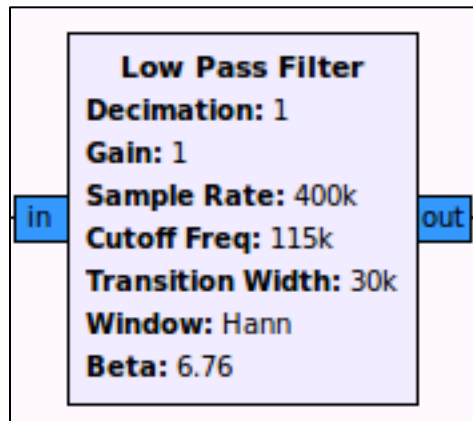 Low Pass Filter
Decimation: 1
Gain: 1
Sample Rate: 400k
in
out
Cutoff Freq: 115k
Transition Width: 30k
Window: Hann
Beta: 6.76